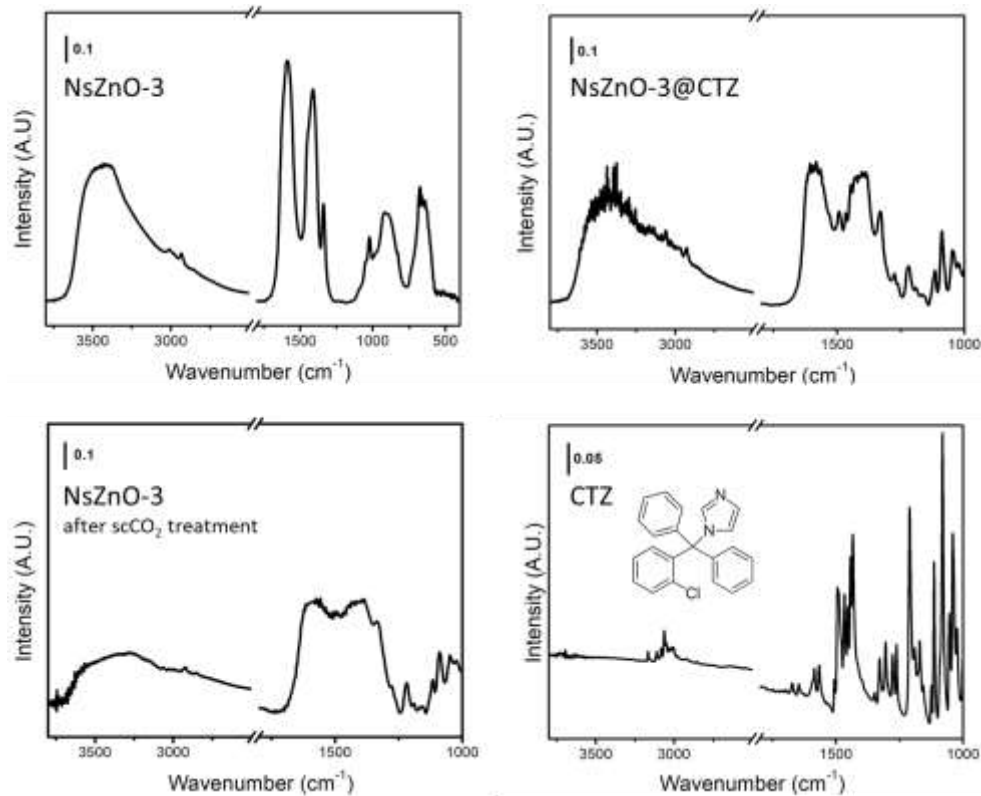 0.1
NsZnO-3
Intensity (A.U)
3500 3000 1500 1000 500
Wavenumber (cm⁻¹)
0.1
NsZnO-3@CTZ
Intensity (A.U.)
3500 3000 1500 1000
Wavenumber (cm⁻¹)
0.1
NsZnO-3
after scCO₂ treatment
Intensity (A.U.)
3500 3000 1500 1000
Wavenumber (cm⁻¹)
0.05
CTZ
N
N
Cl
Intensity (A.U.)
3500 3000 1500 1000
Wavenumber (cm⁻¹)